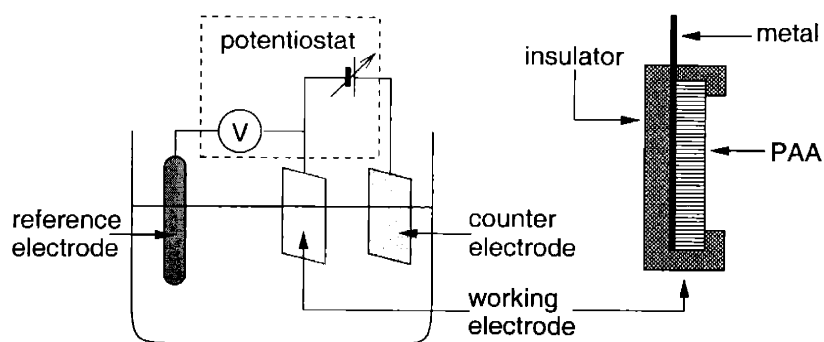 potentiostat
V
reference
electrode
counter
electrode
working
electrode
insulator
metal
PAA